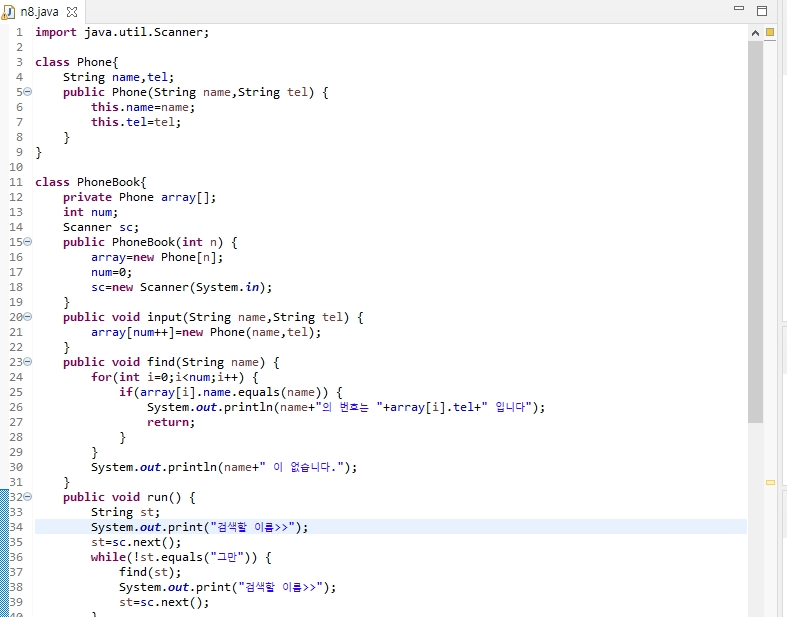 n8.java
1 import java.util.Scanner;
2
3 class Phone{
4     String name,tel;
5     public Phone(String name,String tel) {
6         this.name=name;
7         this.tel=tel;
8     }
9 }
10
11 class PhoneBook{
12     private Phone array[];
13     int num;
14     Scanner sc;
15     public PhoneBook(int n) {
16         array=new Phone[n];
17         num=0;
18         sc=new Scanner(System.in);
19     }
20     public void input(String name,String tel) {
21         array[num++]=new Phone(name,tel);
22     }
23     public void find(String name) {
24         for(int i=0;i<num;i++) {
25             if(array[i].name.equals(name)) {
26                 System.out.println(name+"의 번호는 "+array[i].tel+" 입니다");
27                 return;
28             }
29         }
30         System.out.println(name+" 이 없습니다.");
31     }
32     public void run() {
33         String st;
34         System.out.print("검색할 이름>>");
35         st=sc.next();
36         while(!st.equals("그만")) {
37             find(st);
38             System.out.print("검색할 이름>>");
39             st=sc.next();
40         }